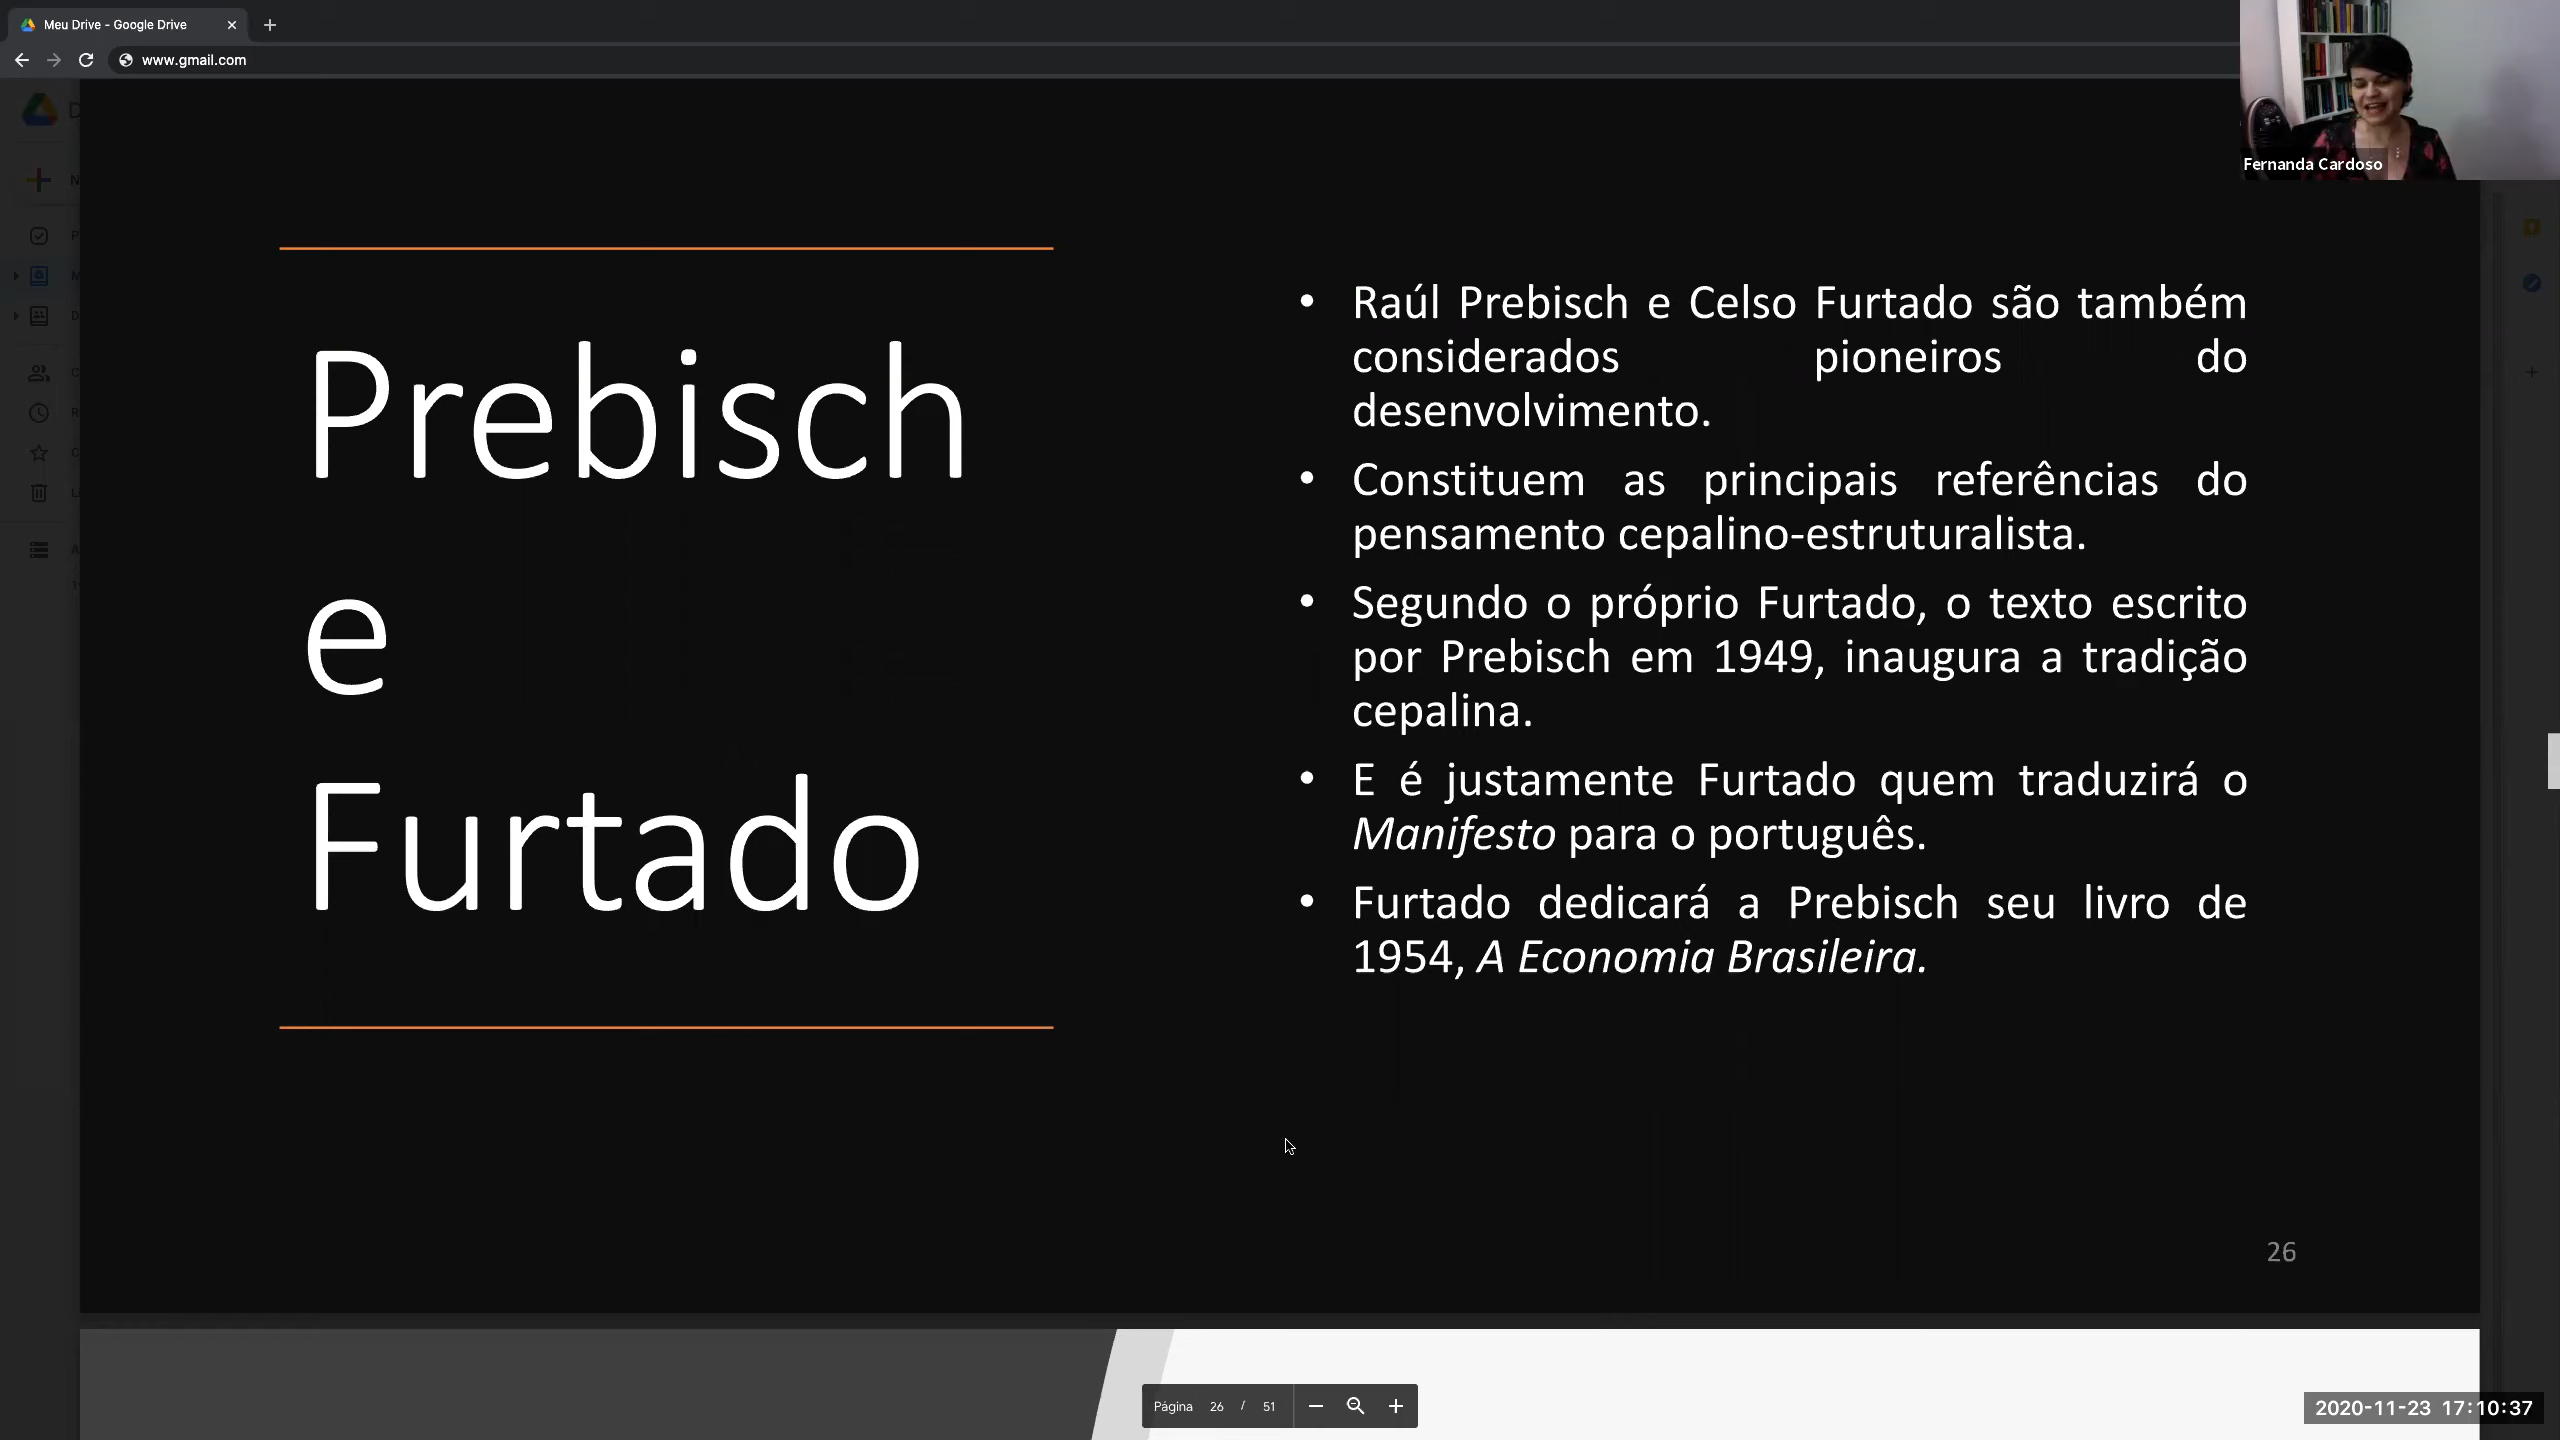 Meu Drive - Google Drive
www.gmail.com
Fernanda Cardoso
Prebisch
e
Furtado
• Raúl Prebisch e Celso Furtado são também
considerados pioneiros do
desenvolvimento.
• Constituem as principais referências do
pensamento cepalino-estruturalista.
• Segundo o próprio Furtado, o texto escrito
por Prebisch em 1949, inaugura a tradição
cepalina.
• E é justamente Furtado quem traduzirá o
Manifesto para o português.
• Furtado dedicará a Prebisch seu livro de
1954, A Economia Brasileira.
26
Página 26 / 51
2020-11-23 17:10:37